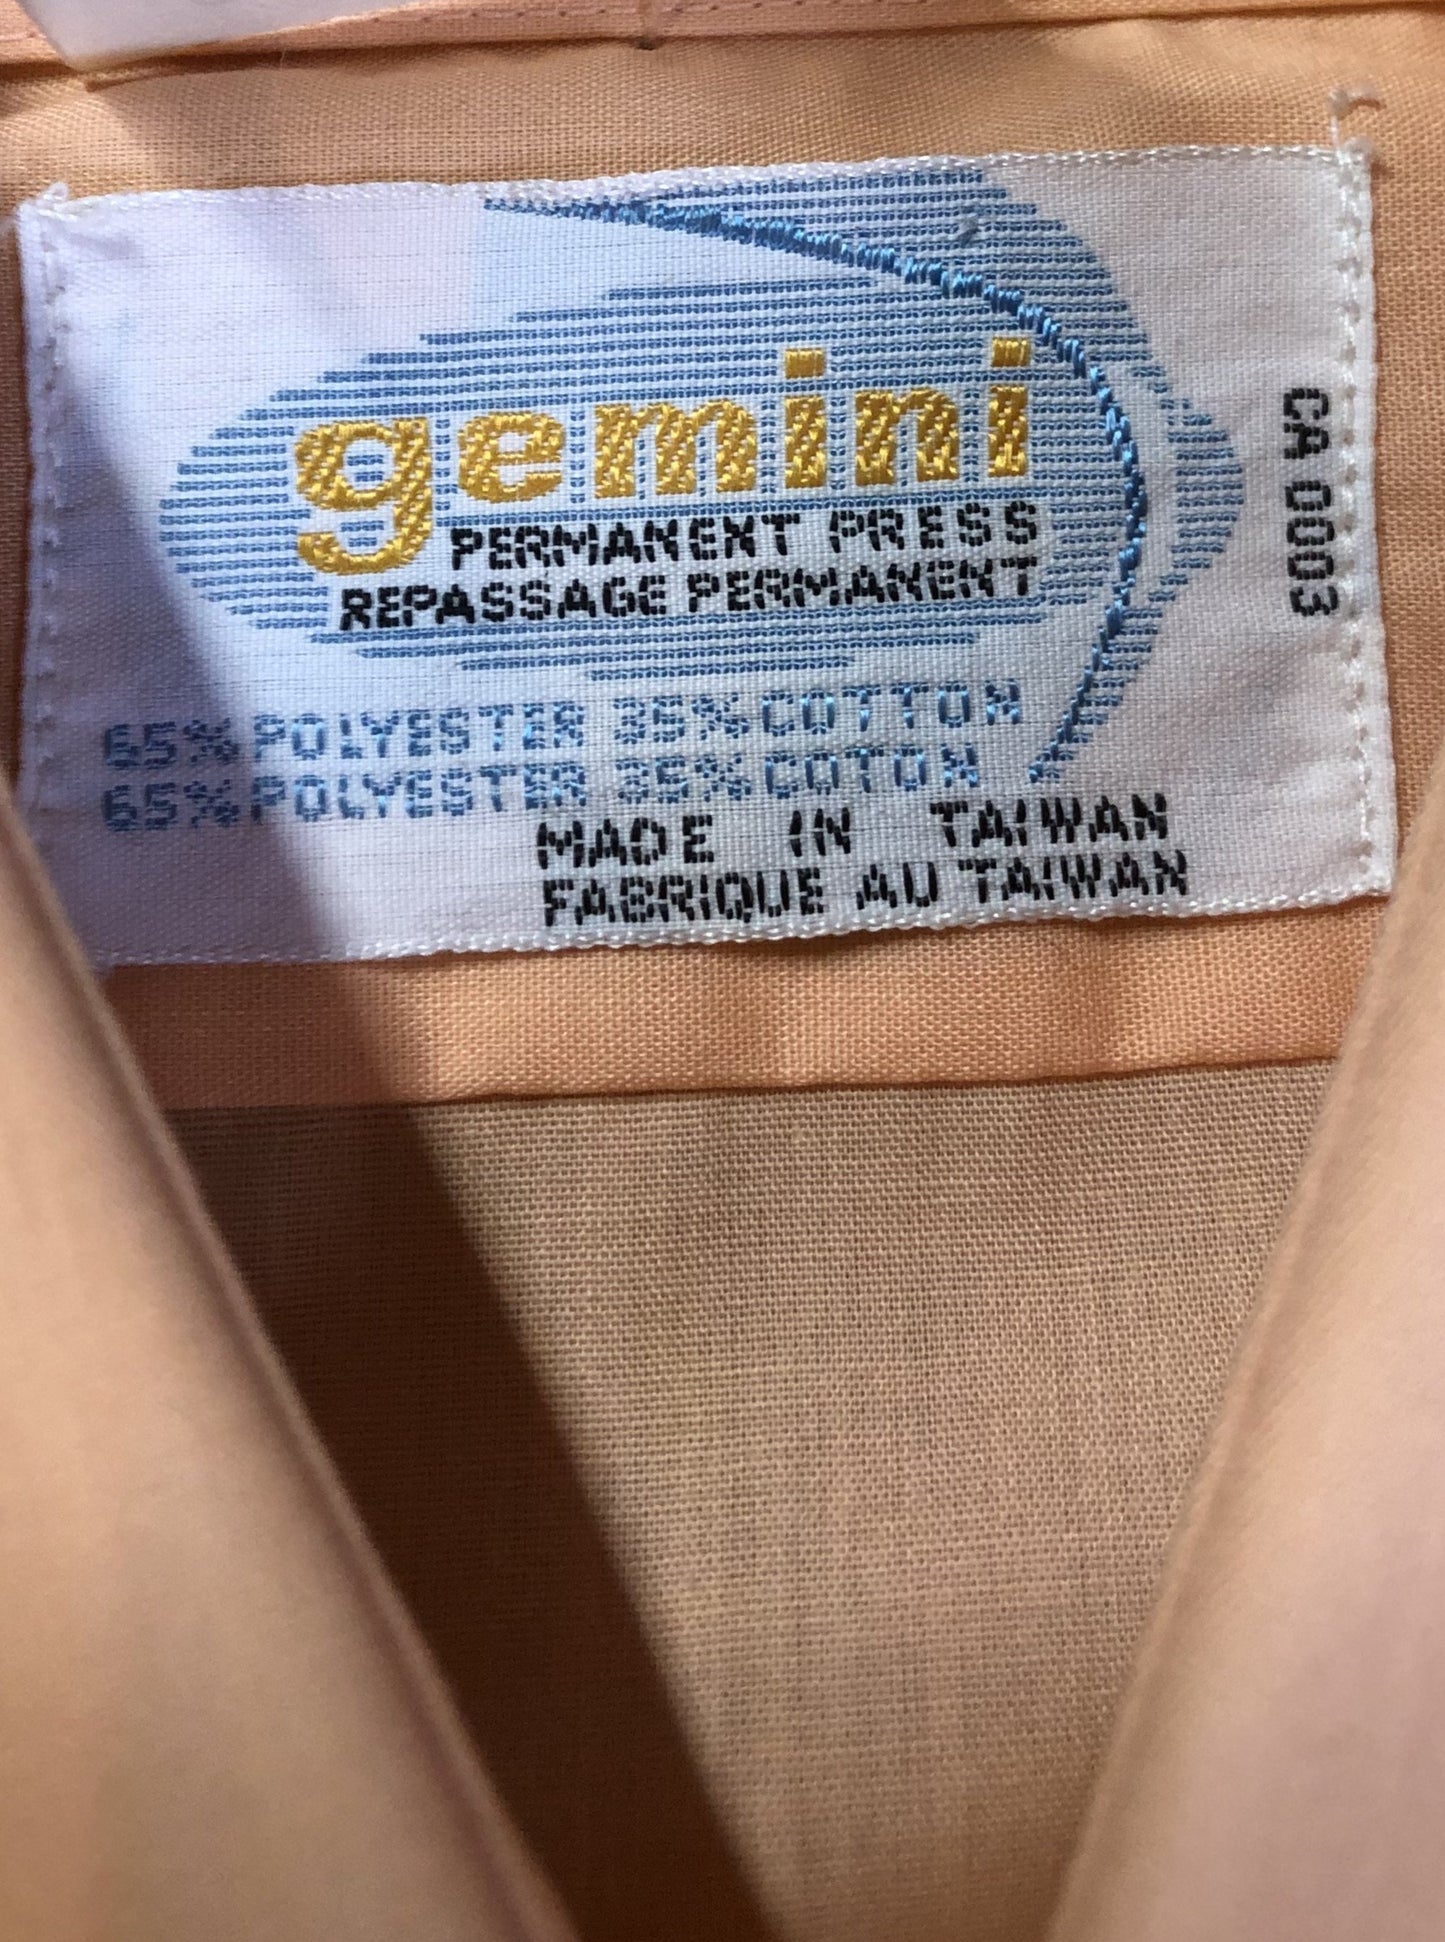 gemini
PERMANENT PRESS
REPASSAGE PERMANENT
65% POLYESTER 35% COTTON
65% POLYESTER 35% COTON
MADE IN TAIWAN
FABRIQUE AU TAIWAN
CA 0003